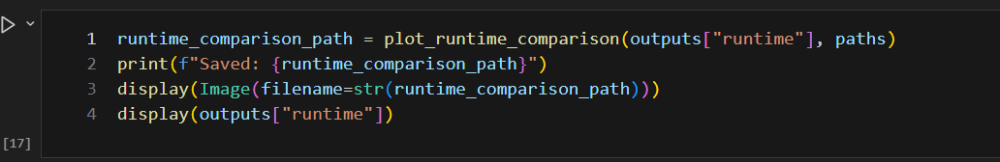 1 runtime_comparison_path = plot_runtime_comparison(outputs["runtime"], paths)
2 print(f"Saved: {runtime_comparison_path}")
3 display(Image(filename=str(runtime_comparison_path)))
4 display(outputs["runtime"])
[17]